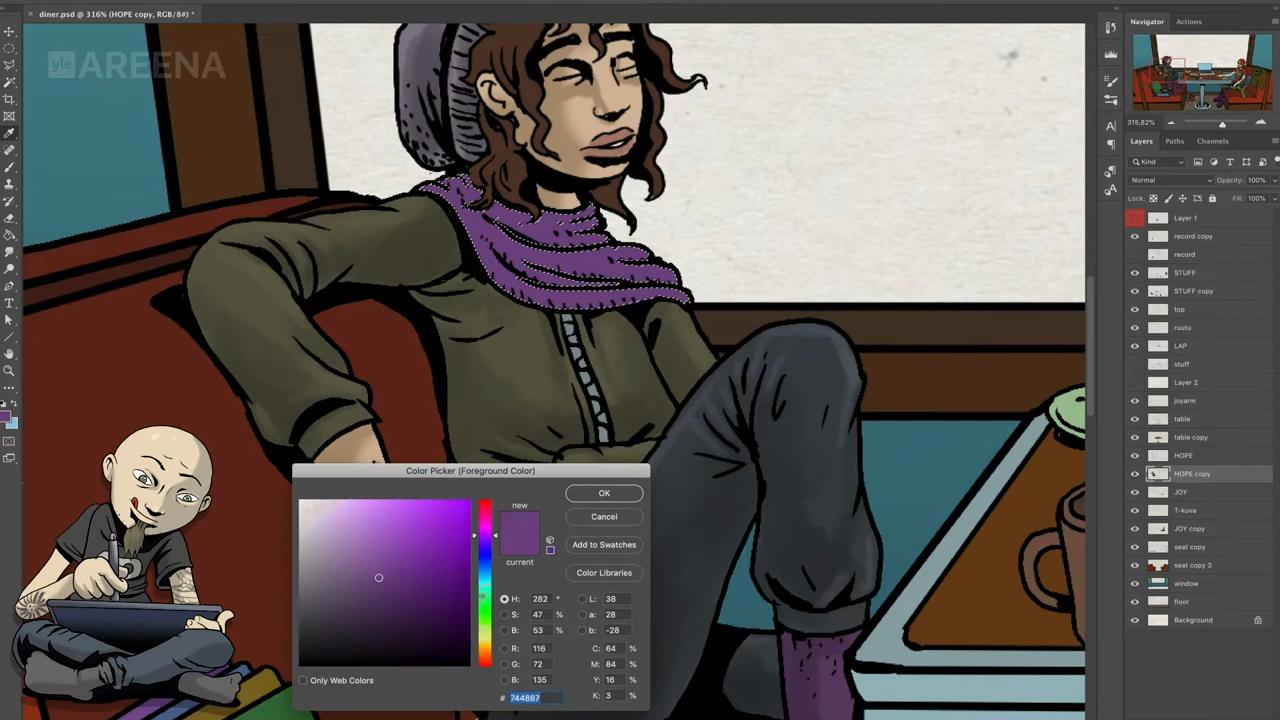 diner.psd @ 316% (HOPE copy, RGB/8#) *
yle AREENA
Navigator Actions
315,82%
Layers Paths Channels
Kind
Normal Opacity: 100%
Lock: Fill: 100%
Layer 1
record copy
record
STUFF
STUFF copy
top
ruutu
LAP
stuff
Layer 2
joyarm
table
table copy
HOPE
HOPE copy
JOY
T-kuva
JOY copy
seat copy
seat copy 3
window
floor
Background
Color Picker (Foreground Color)
new
current
OK
Cancel
Add to Swatches
Color Libraries
H: 282 ° L: 38
S: 47 % a: 28
B: 53 % b: -28
R: 116 C: 64 %
G: 72 M: 84 %
B: 135 Y: 16 %
# 744887 K: 3 %
Only Web Colors